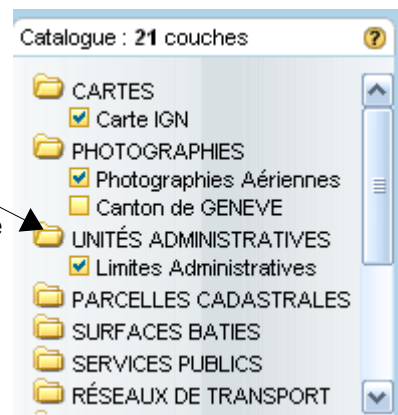 Catalogue : 21 couches ?
CARTES
Carte IGN
PHOTOGRAPHIES
Photographies Aériennes
Canton de GENEVE
UNITÉS ADMINISTRATIVES
Limites Administratives
PARCELLES CADASTRALES
SURFACES BATIES
SERVICES PUBLICS
RÉSEAUX DE TRANSPORT